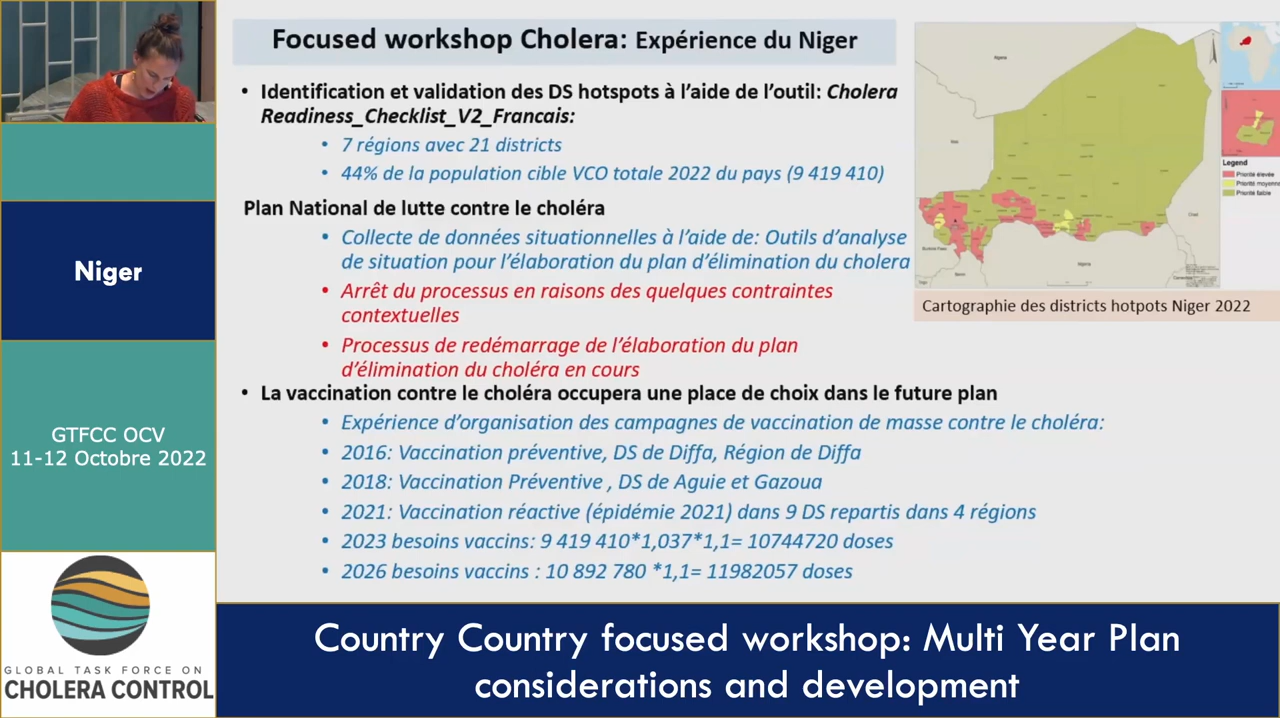 Focused workshop Cholera: Expérience du Niger
• Identification et validation des DS hotspots à l'aide de l'outil: Cholera
Readiness_Checklist_V2_Francais:
• 7 régions avec 21 districts
• 44% de la population cible VCO totale 2022 du pays (9 419 410)
Plan National de lutte contre le choléra
• Collecte de données situationnelles à l'aide de: Outils d'analyse
de situation pour l'élaboration du plan d'élimination du cholera
• Arrêt du processus en raisons des quelques contraintes
contextuelles
• Processus de redémarrage de l'élaboration du plan
d'élimination du choléra en cours
• La vaccination contre le choléra occupera une place de choix dans le future plan
• Expérience d'organisation des campagnes de vaccination de masse contre le choléra:
• 2016: Vaccination préventive, DS de Diffa, Région de Diffa
• 2018: Vaccination Préventive , DS de Aguie et Gazoua
• 2021: Vaccination réactive (épidémie 2021) dans 9 DS repartis dans 4 régions
• 2023 besoins vaccins: 9 419 410*1,037*1,1= 10744720 doses
• 2026 besoins vaccins : 10 892 780 *1,1= 11982057 doses
Legend
Priorité élevée
Priorité moyenne
Priorité faible
Cartographie des districts hotpots Niger 2022
Niger
GTFCC OCV
11-12 Octobre 2022
GLOBAL TASK FORCE ON
CHOLERA CONTROL
Country Country focused workshop: Multi Year Plan
considerations and development